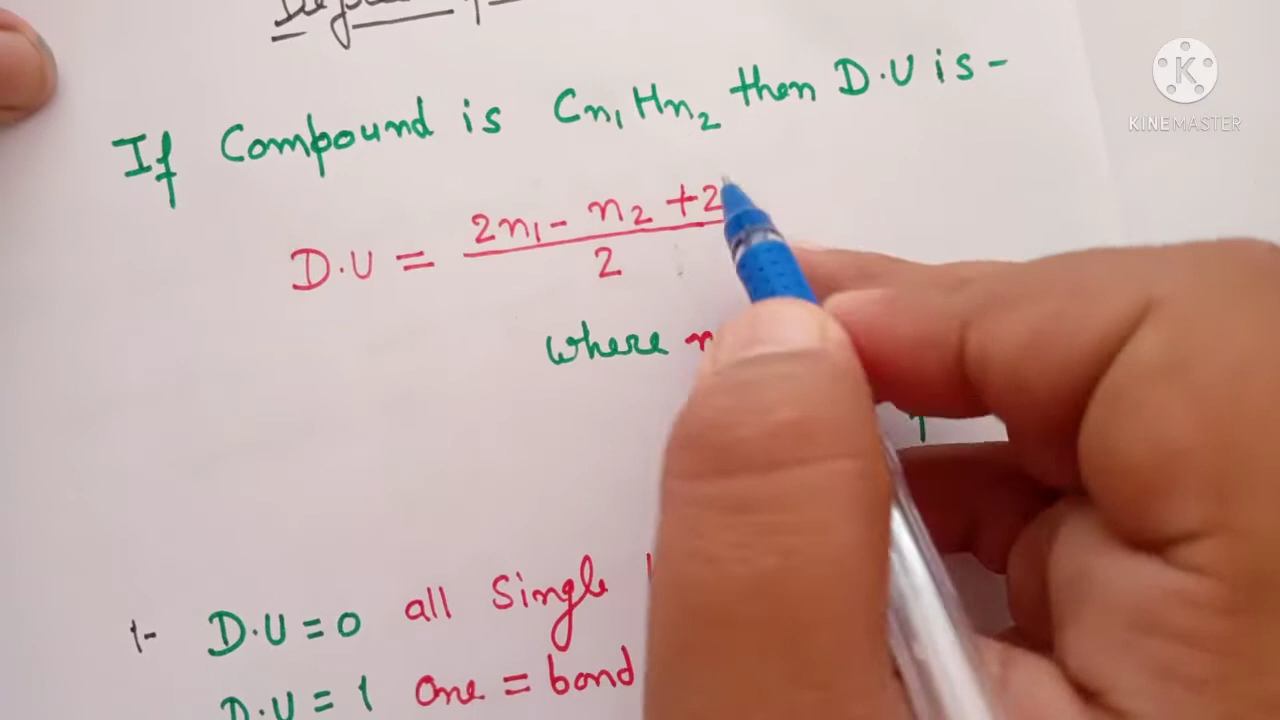 K
KINEMASTER
If Compound is Cn₁Hn₂ then D.U is -
D.U = 2n₁ - n₂ + 2
2
where
1- D.U = 0 all Single
D.U = 1 One = bond